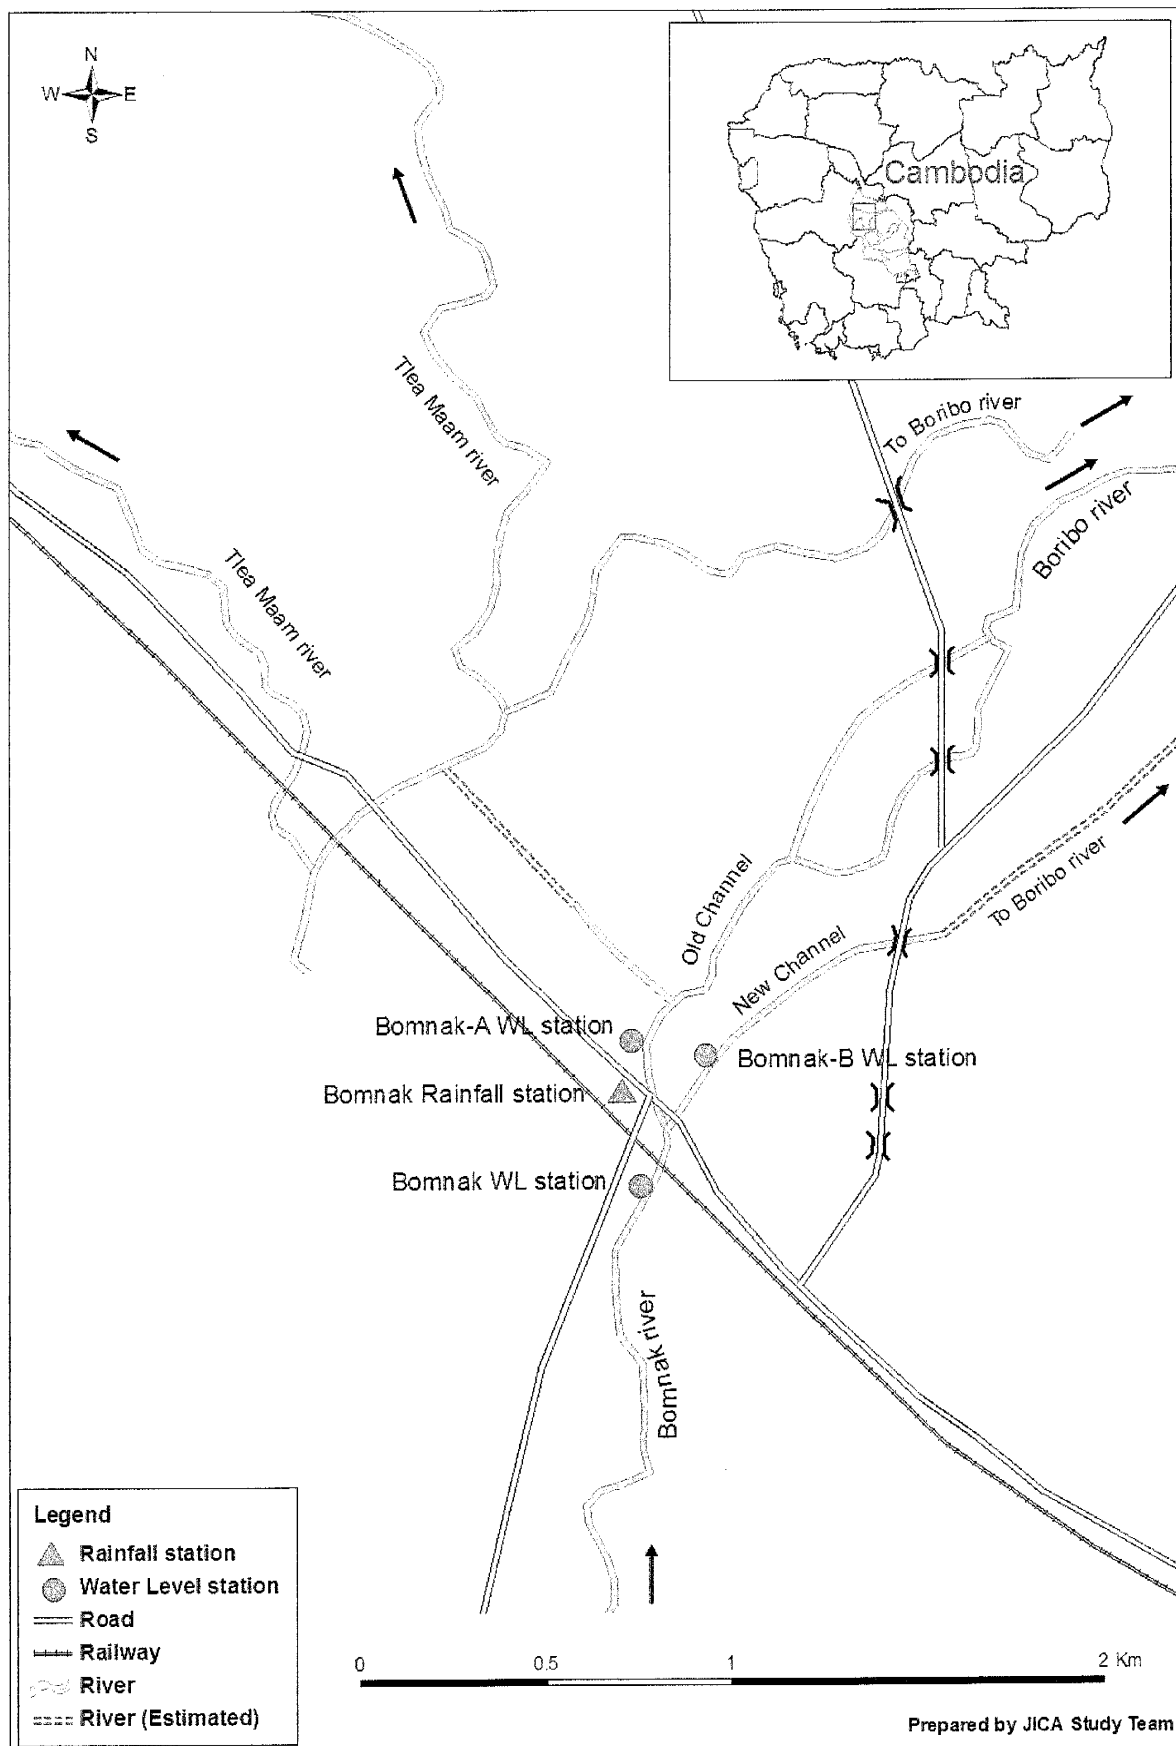 N
W E
S
Cambodia
To Boribo river
Tlea Maam river
Boribo river
Tlea Maam river
Old Channel
New Channel
To Boribo river
Bomnak-A WL station
Bomnak-B WL station
Bomnak Rainfall station
Bomnak WL station
Bomnak river
Legend
Rainfall station
Water Level station
Road
Railway
River
River (Estimated)
0 0.5 1 2 Km
Prepared by JICA Study Team